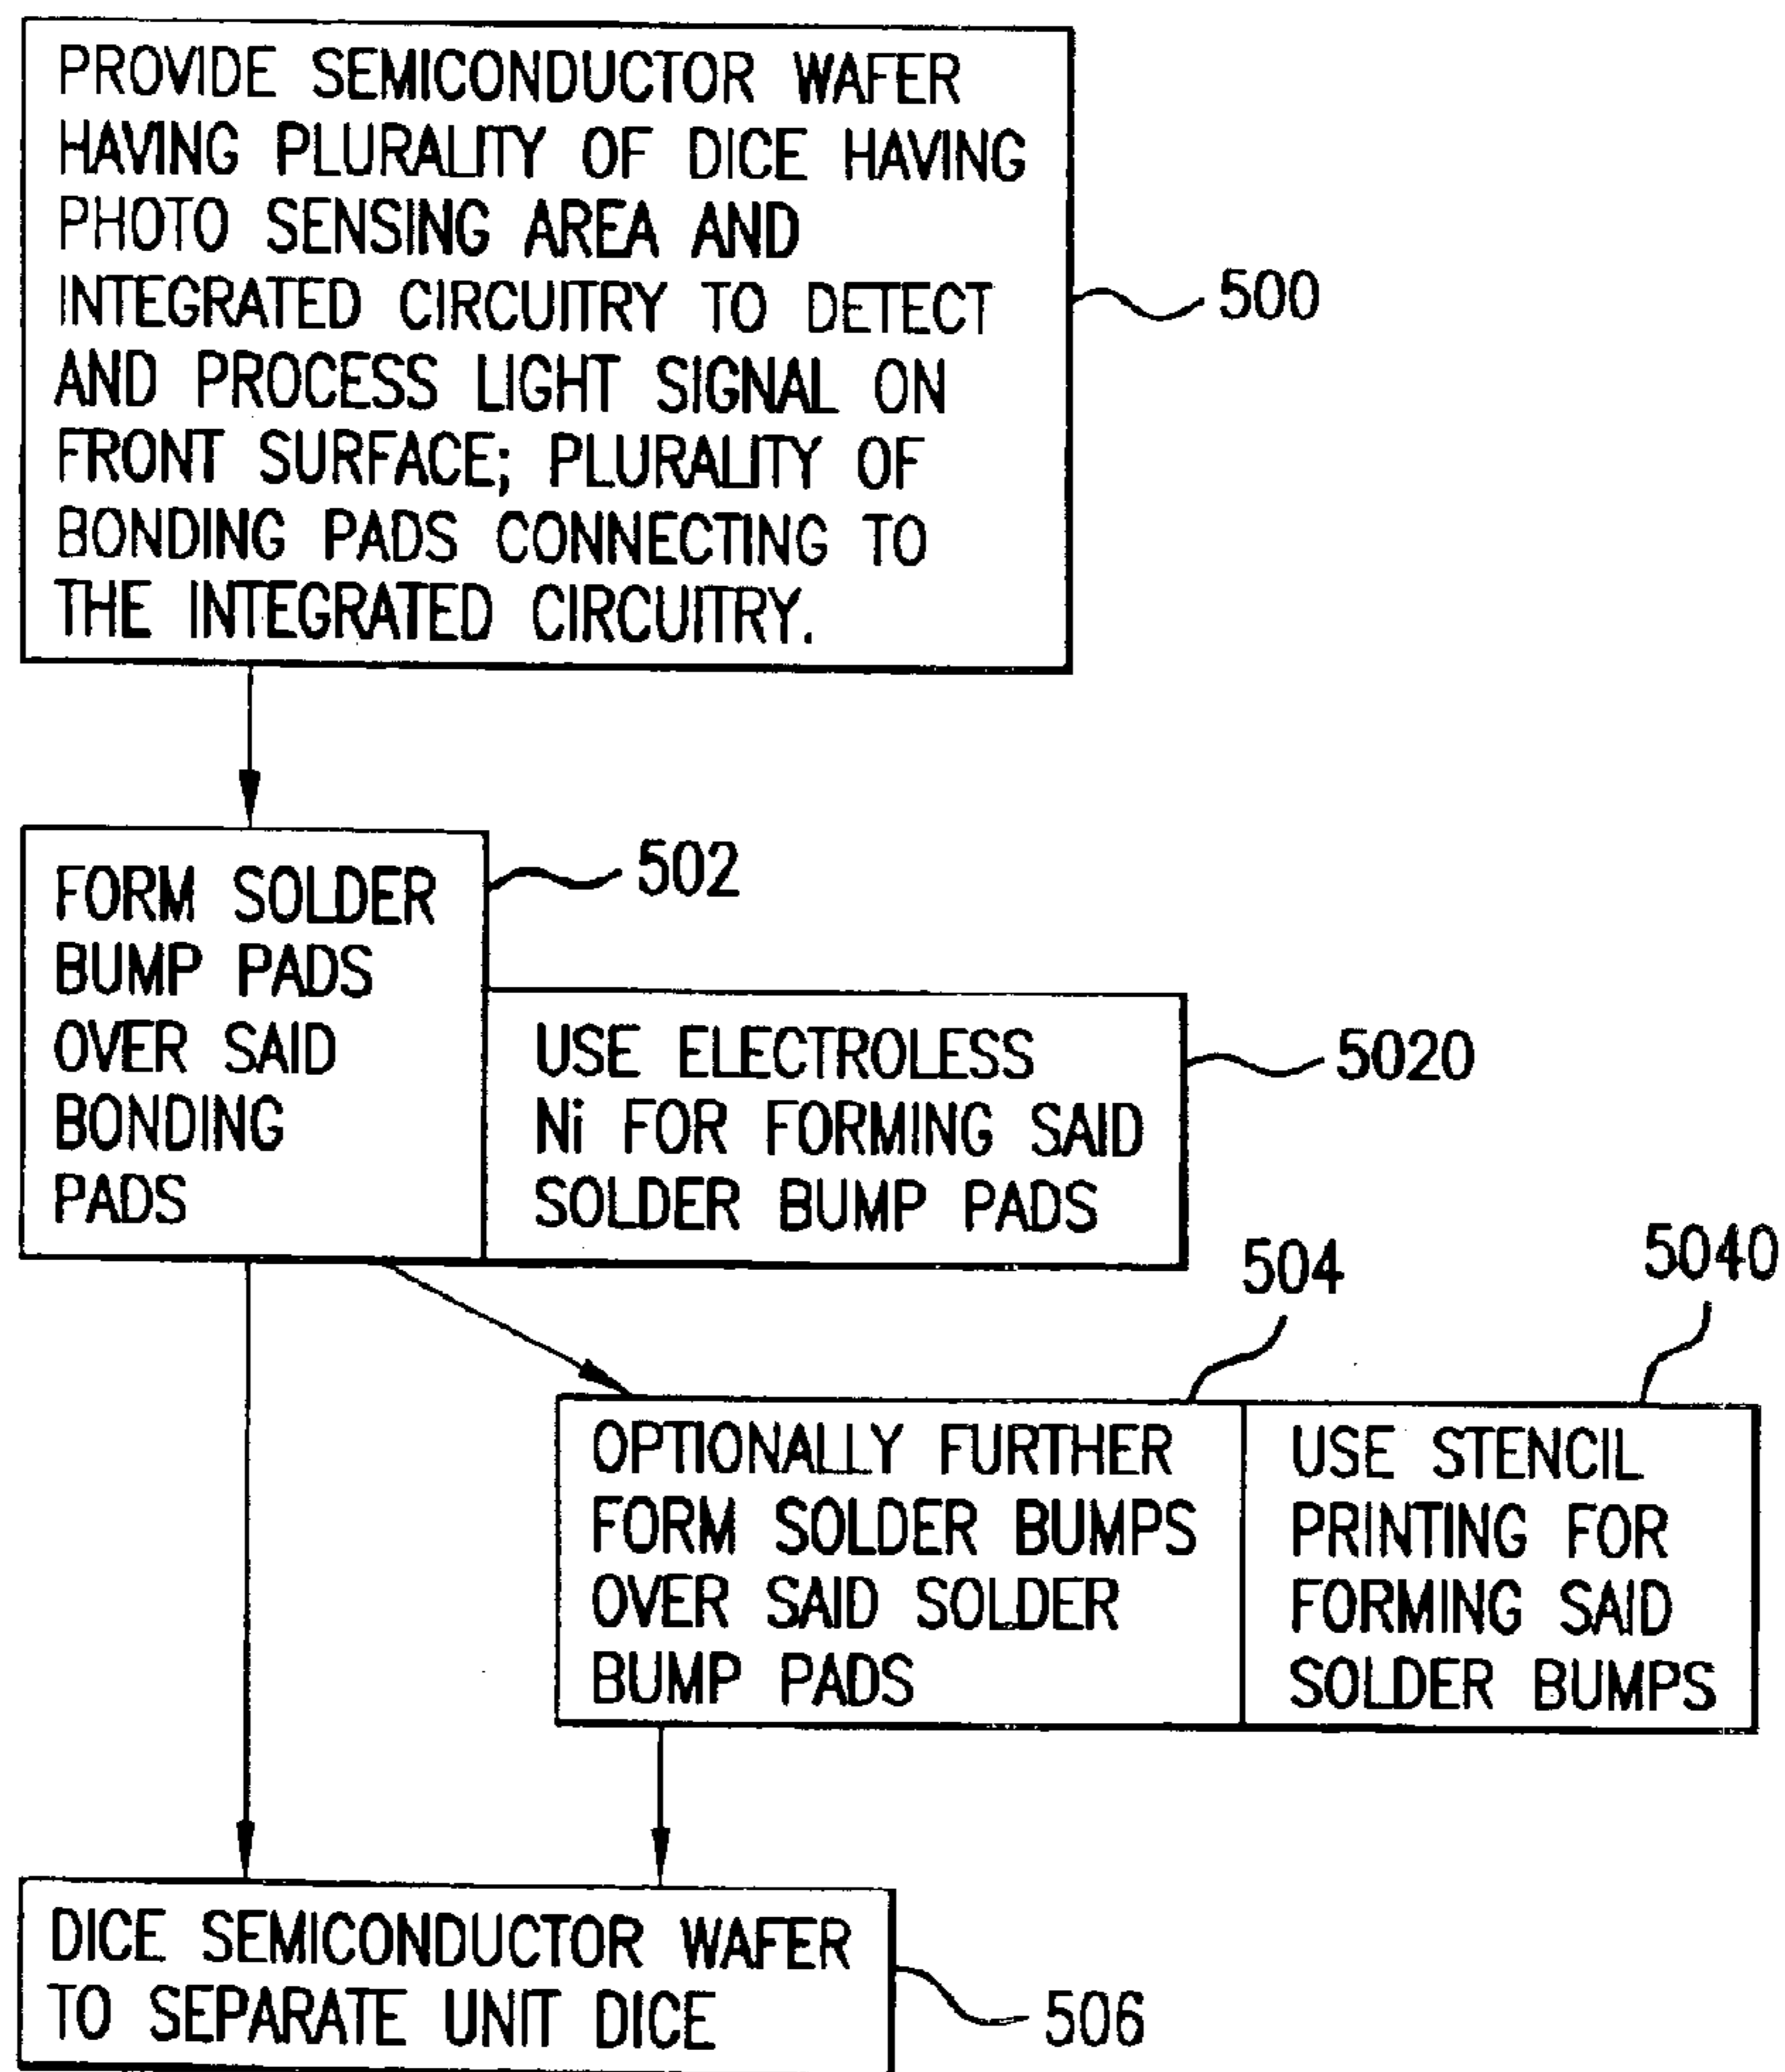 PROVIDE SEMICONDUCTOR WAFER
HAVING PLURALITY OF DICE HAVING
PHOTO SENSING AREA AND
INTEGRATED CIRCUITRY TO DETECT
AND PROCESS LIGHT SIGNAL ON
FRONT SURFACE; PLURALITY OF
BONDING PADS CONNECTING TO
THE INTEGRATED CIRCUITRY.
500
FORM SOLDER
BUMP PADS
OVER SAID
BONDING
PADS
502
USE ELECTROLESS
Ni FOR FORMING SAID
SOLDER BUMP PADS
5020
504
5040
OPTIONALLY FURTHER
FORM SOLDER BUMPS
OVER SAID SOLDER
BUMP PADS
USE STENCIL
PRINTING FOR
FORMING SAID
SOLDER BUMPS
DICE SEMICONDUCTOR WAFER
TO SEPARATE UNIT DICE
506